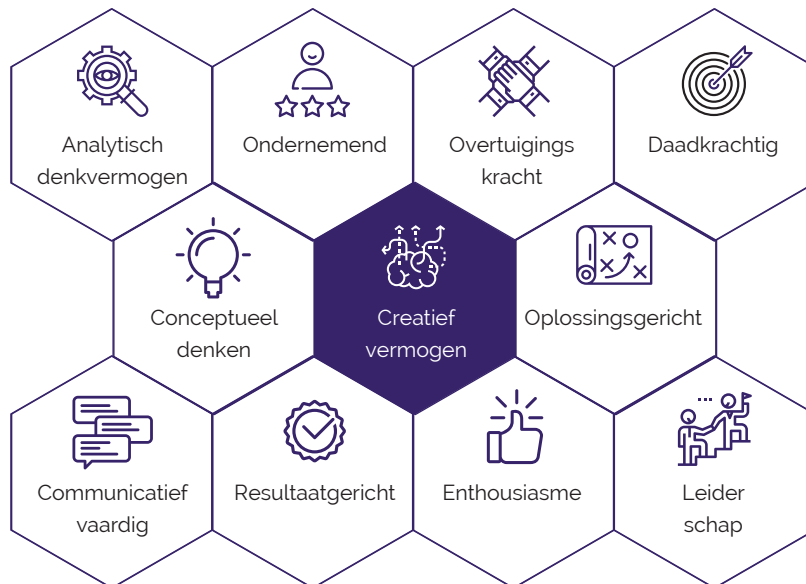 Analytisch
denkvermogen
Ondernemend
Overtuigings
kracht
Daadkrachtig
Conceptueel
denken
Creatief
vermogen
Oplossingsgericht
Communicatief
vaardig
Resultaatgericht
Enthousiasme
Leider
schap